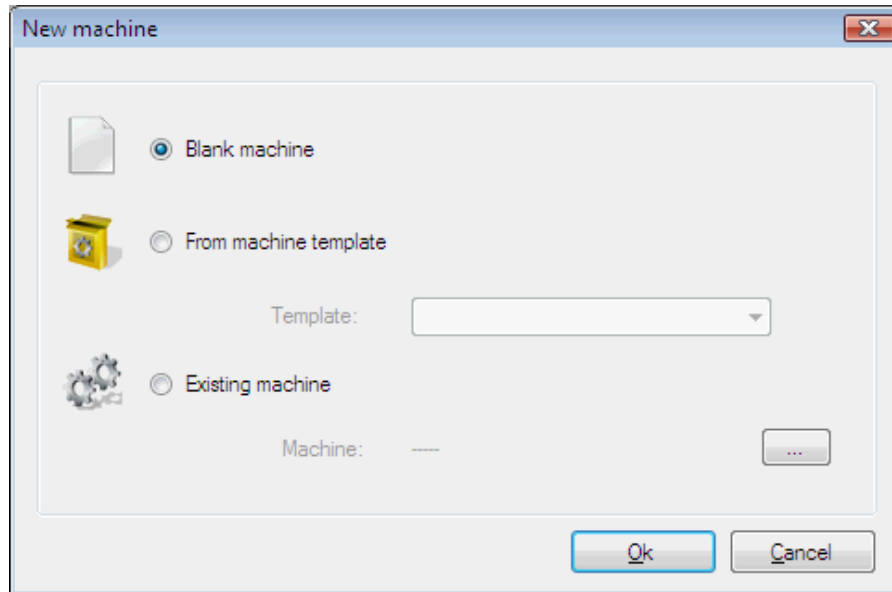 New machine
Blank machine
From machine template
Template:
Existing machine
Machine: -----
...
Ok Cancel